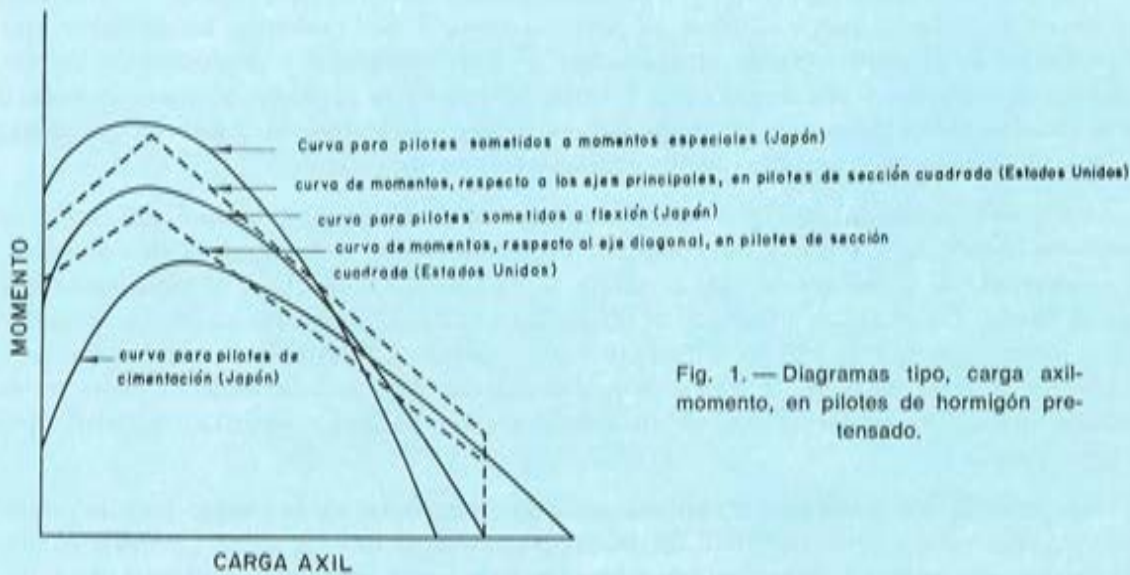 Curva para pilotes sometidos a momentos especiales (Japón)
curva de momentos, respecto a los ejes principales, en pilotes de sección cuadrada (Estados Unidos)
curva para pilotes sometidos a flexión (Japón)
curva de momentos, respecto al eje diagonal, en pilotes de sección
cuadrada (Estados Unidos)
MOMENTO
curva para pilotes de
cimentación (Japón)
Fig. 1. — Diagramas tipo, carga axil-
momento, en pilotes de hormigón pre-
tensado.
CARGA AXIL